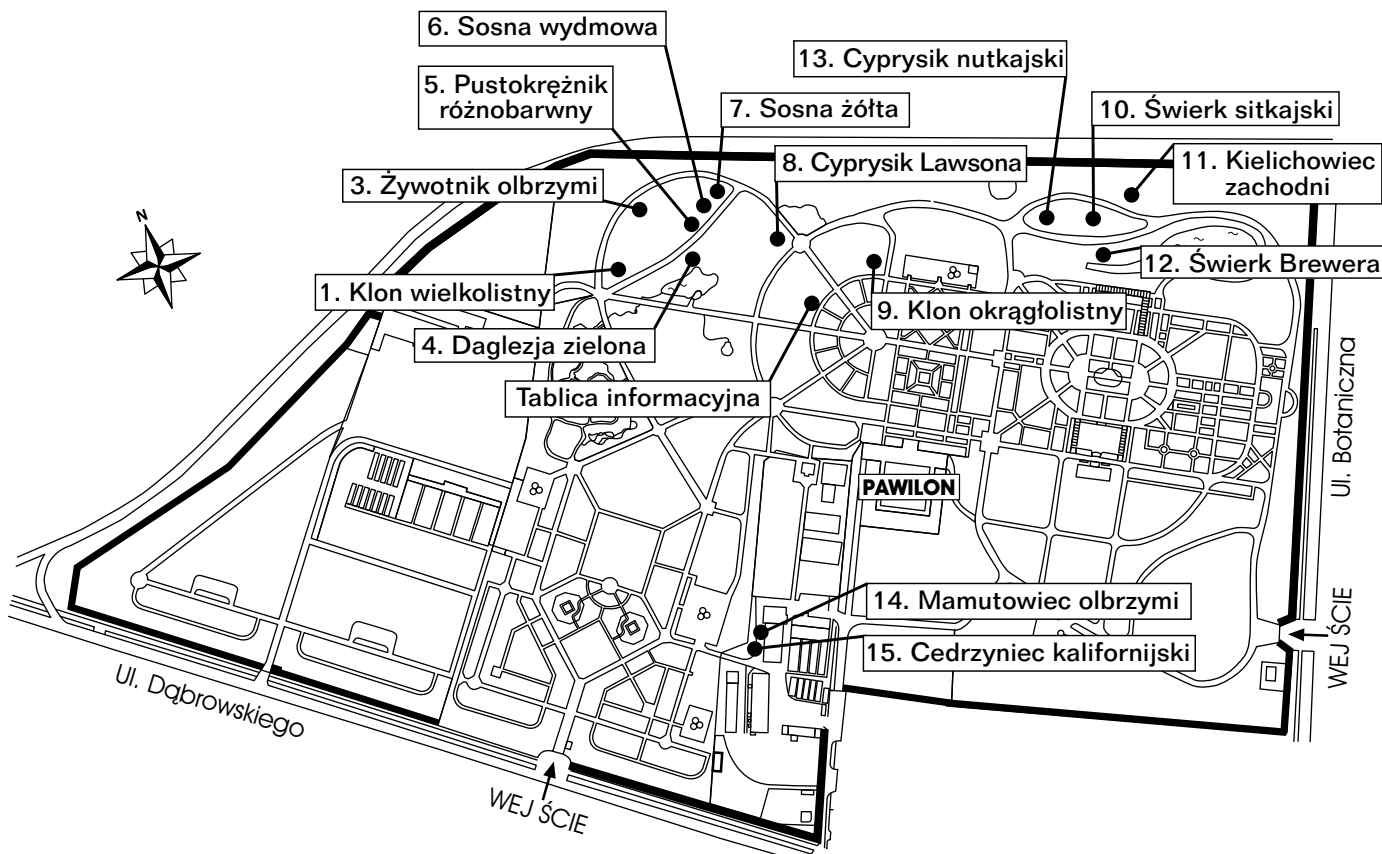 6. Sosna wydmowa
13. Cyprysik nutkajski
5. Pustokrężnik
różnobarwny
7. Sosna żółta
10. Świerk sitkajski
8. Cyprysik Lawsona
11. Kielichowiec
zachodni
3. Żywotnik olbrzymi
N
12. Świerk Brewera
1. Klon wielkolistny
9. Klon okrągłolistny
4. Daglezja zielona
Tablica informacyjna
Ul. Botaniczna
PAWILON
14. Mamutowiec olbrzymi
15. Cedrzyniec kalifornijski
WEJ ŚCIE
Ul. Dąbrowskiego
WEJ ŚCIE